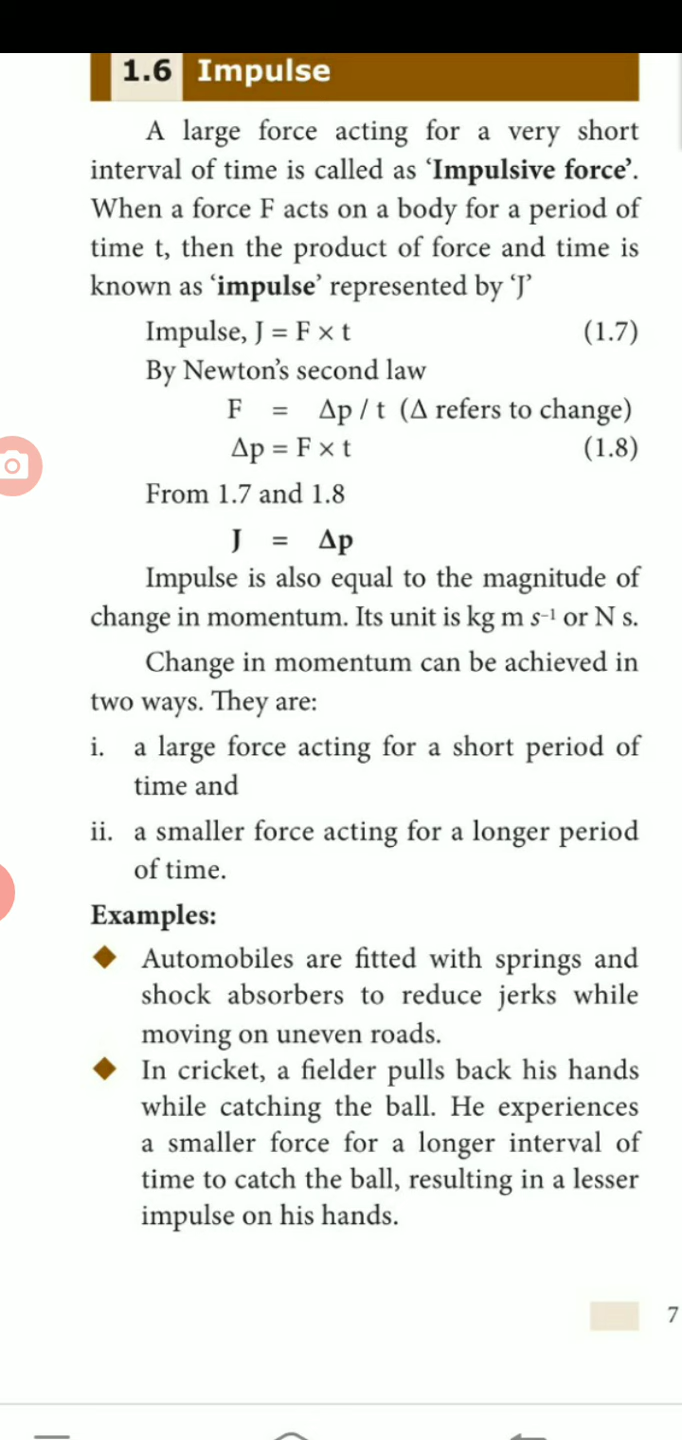 1.6 Impulse
A large force acting for a very short
interval of time is called as ‘Impulsive force’.
When a force F acts on a body for a period of
time t, then the product of force and time is
known as ‘impulse’ represented by ‘J’
Impulse, J = F × t (1.7)
By Newton’s second law
F = Δp / t (Δ refers to change)
Δp = F × t (1.8)
From 1.7 and 1.8
J = Δp
Impulse is also equal to the magnitude of
change in momentum. Its unit is kg m s⁻¹ or N s.
Change in momentum can be achieved in
two ways. They are:
i. a large force acting for a short period of
time and
ii. a smaller force acting for a longer period
of time.
Examples:
◆ Automobiles are fitted with springs and
shock absorbers to reduce jerks while
moving on uneven roads.
◆ In cricket, a fielder pulls back his hands
while catching the ball. He experiences
a smaller force for a longer interval of
time to catch the ball, resulting in a lesser
impulse on his hands.
7